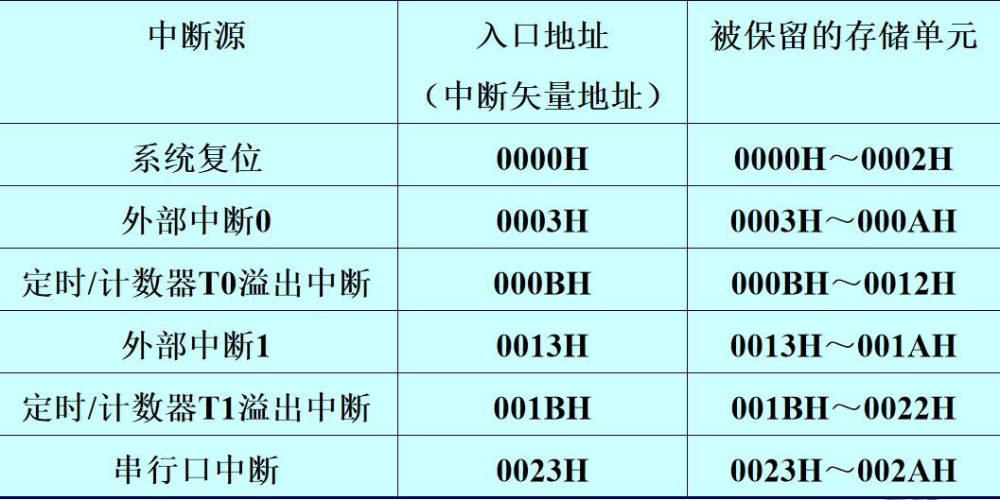 中断源 入口地址 被保留的存储单元
（中断矢量地址）
系统复位 0000H 0000H～0002H
外部中断0 0003H 0003H～000AH
定时/计数器T0溢出中断 000BH 000BH～0012H
外部中断1 0013H 0013H～001AH
定时/计数器T1溢出中断 001BH 001BH～0022H
串行口中断 0023H 0023H～002AH